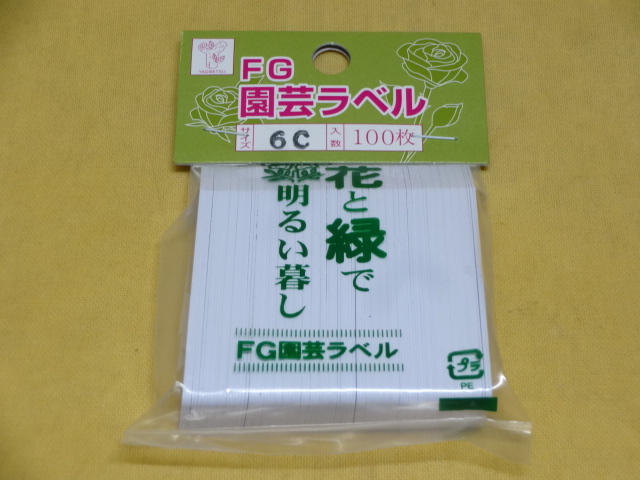 FG
園芸ラベル
サイズ 6C 入数 100枚
花と緑で
明るい暮し
FG園芸ラベル
プラ
PE